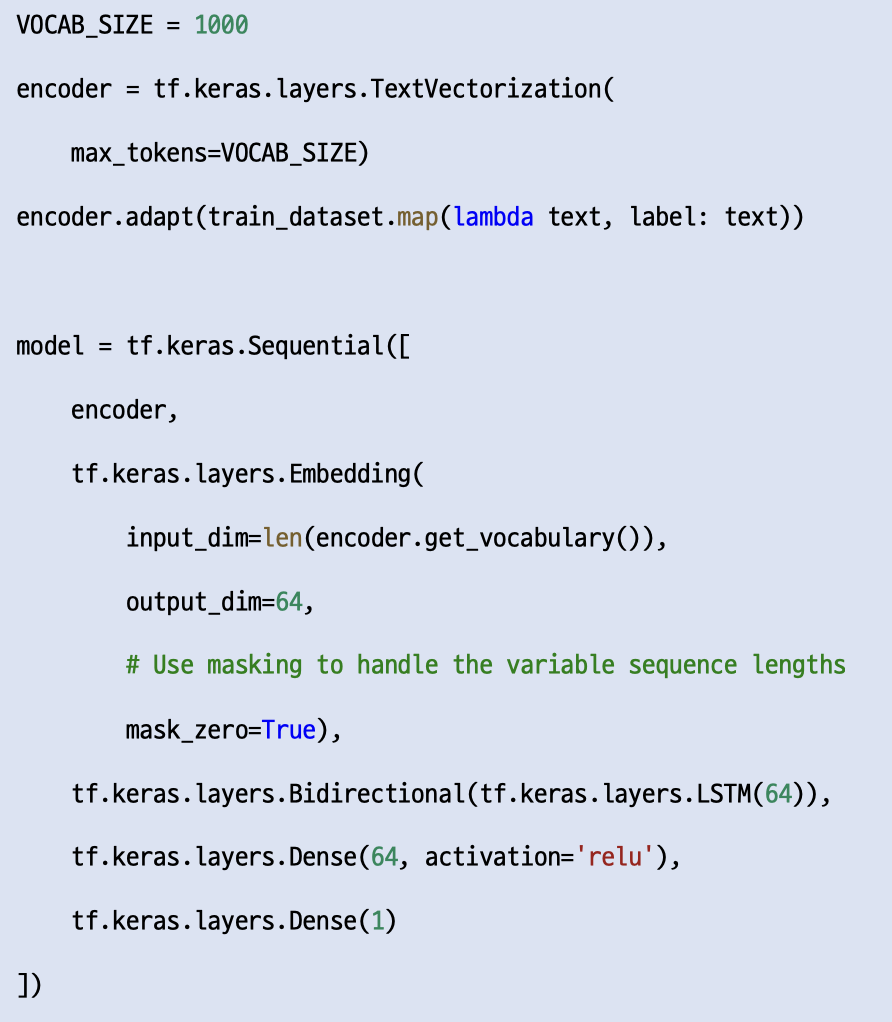 VOCAB_SIZE = 1000
encoder = tf.keras.layers.TextVectorization(
    max_tokens=VOCAB_SIZE)
encoder.adapt(train_dataset.map(lambda text, label: text))
model = tf.keras.Sequential([
    encoder,
    tf.keras.layers.Embedding(
        input_dim=len(encoder.get_vocabulary()),
        output_dim=64,
        # Use masking to handle the variable sequence lengths
        mask_zero=True),
    tf.keras.layers.Bidirectional(tf.keras.layers.LSTM(64)),
    tf.keras.layers.Dense(64, activation='relu'),
    tf.keras.layers.Dense(1)
])